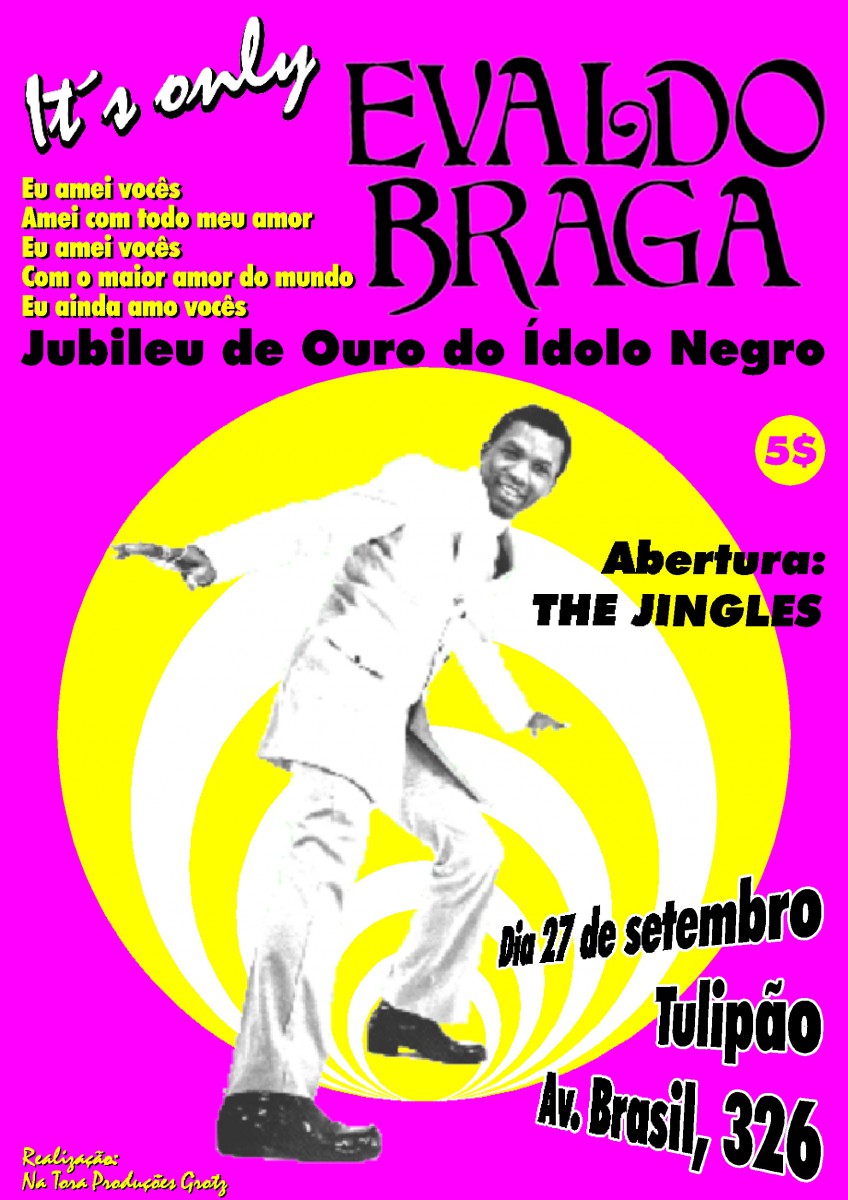 It´s only
EVALDO
BRAGA
Eu amei vocês
Amei com todo meu amor
Eu amei vocês
Com o maior amor do mundo
Eu ainda amo vocês
Jubileu de Ouro do Ídolo Negro
5$
Abertura:
THE JINGLES
Dia 27 de setembro
Tulipão
Av. Brasil, 326
Realização:
Na Tora Produções Grotz